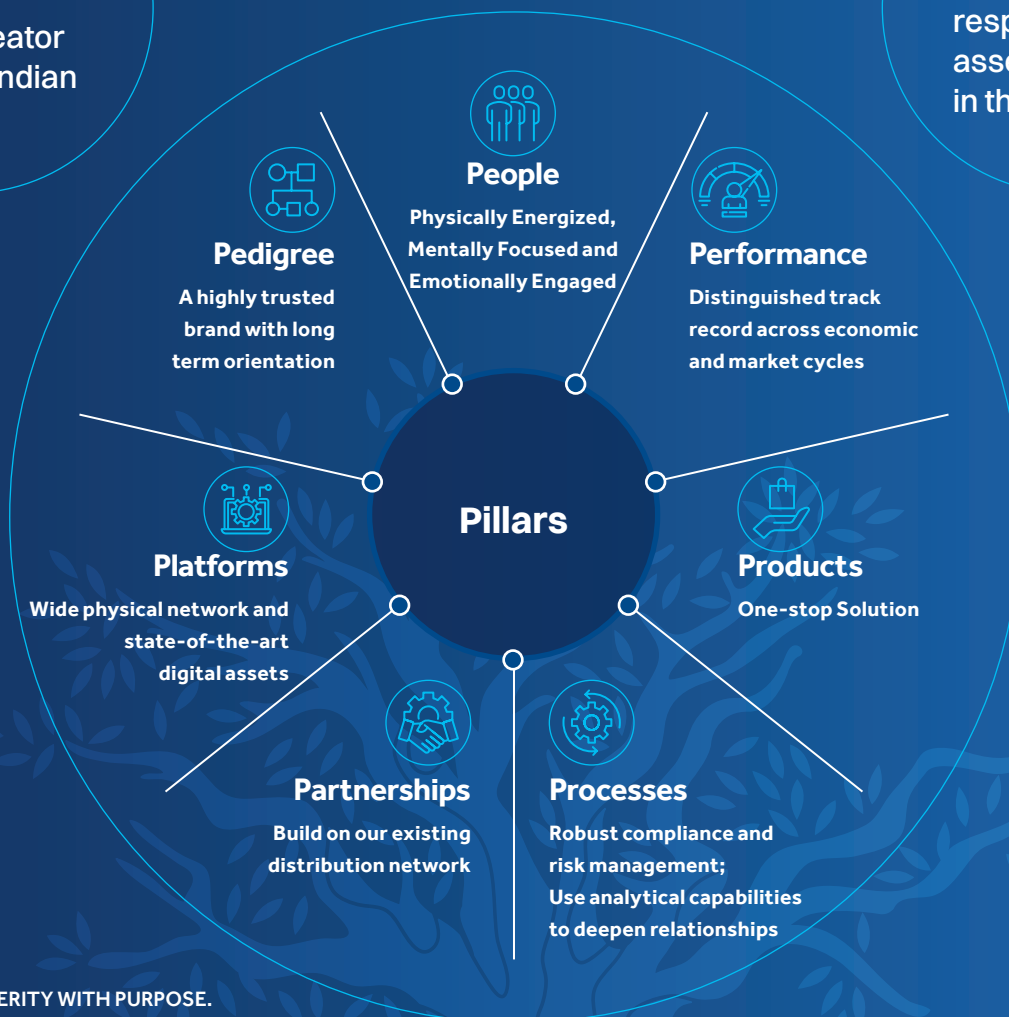 eator
ndian
resp
asse
in th
People
Physically Energized,
Mentally Focused and
Emotionally Engaged
Pedigree
A highly trusted
brand with long
term orientation
Performance
Distinguished track
record across economic
and market cycles
Pillars
Platforms
Wide physical network and
state-of-the-art
digital assets
Products
One-stop Solution
Partnerships
Build on our existing
distribution network
Processes
Robust compliance and
risk management;
Use analytical capabilities
to deepen relationships
ERITY WITH PURPOSE.